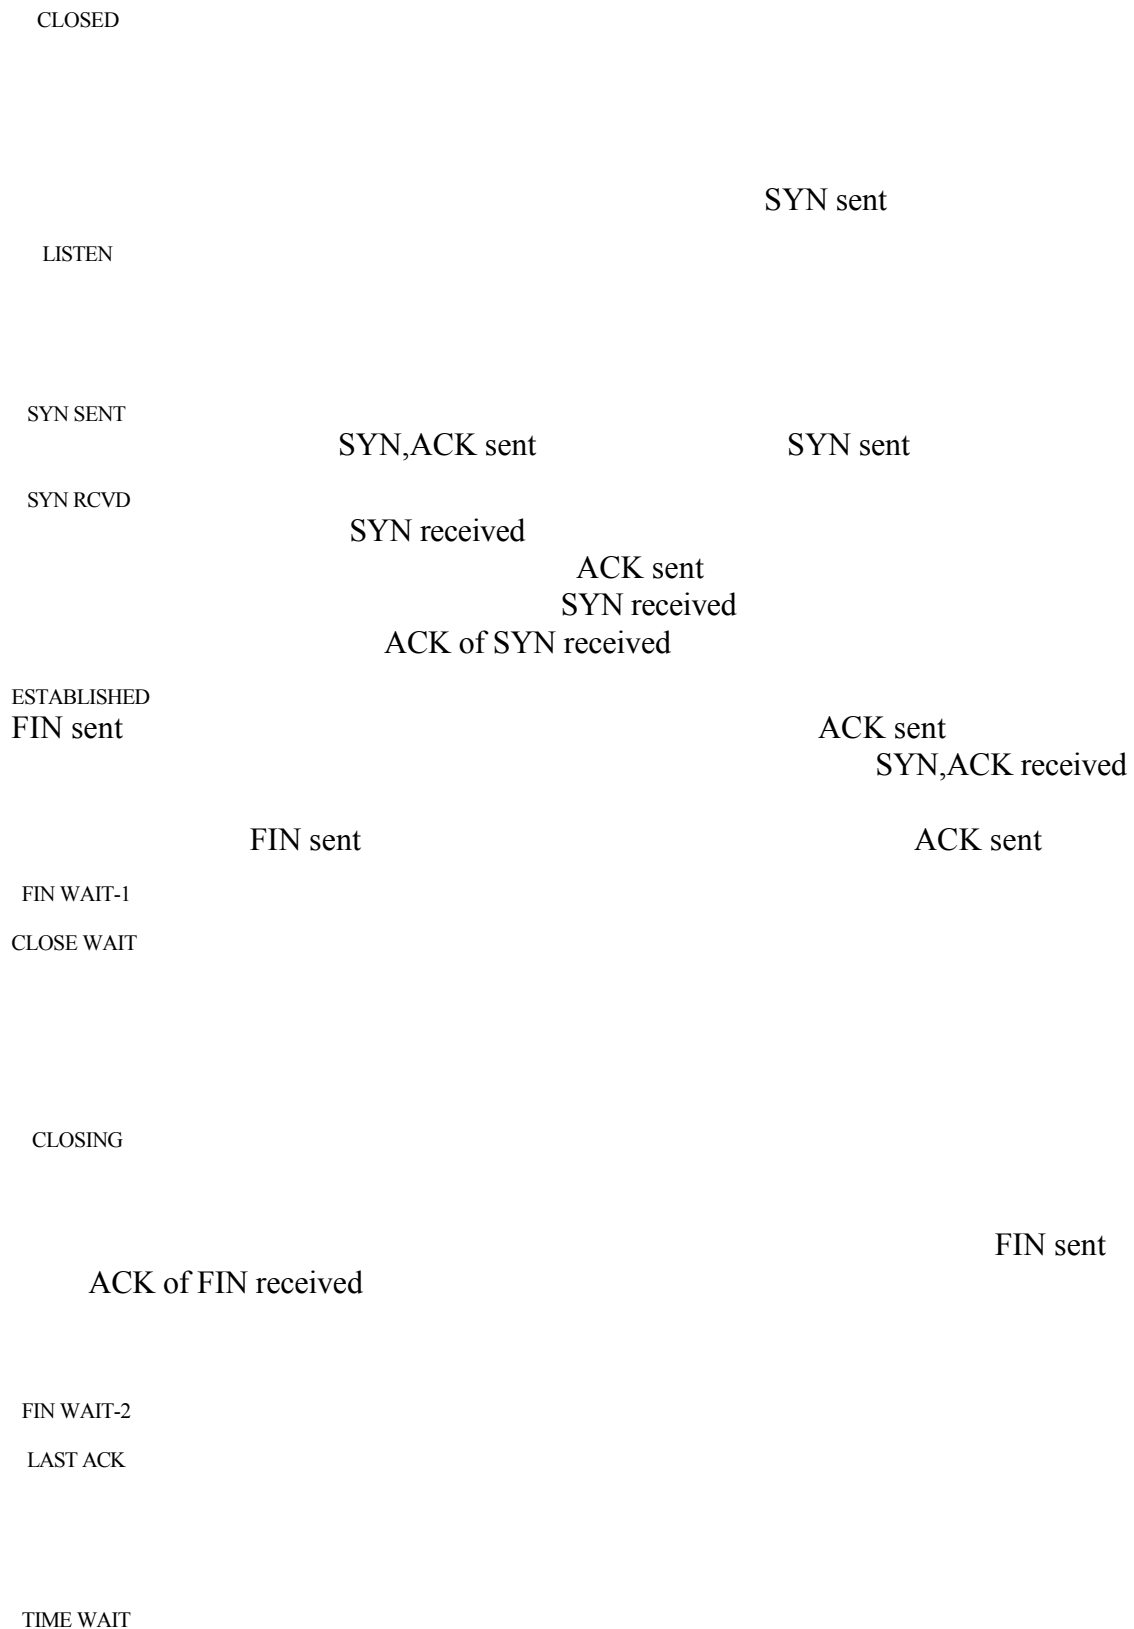 CLOSED
SYN sent
LISTEN
SYN SENT
SYN,ACK sent SYN sent
SYN RCVD
SYN received
ACK sent
SYN received
ACK of SYN received
ESTABLISHED
FIN sent ACK sent
SYN,ACK received
FIN sent ACK sent
FIN WAIT-1
CLOSE WAIT
CLOSING
FIN sent
ACK of FIN received
FIN WAIT-2
LAST ACK
TIME WAIT